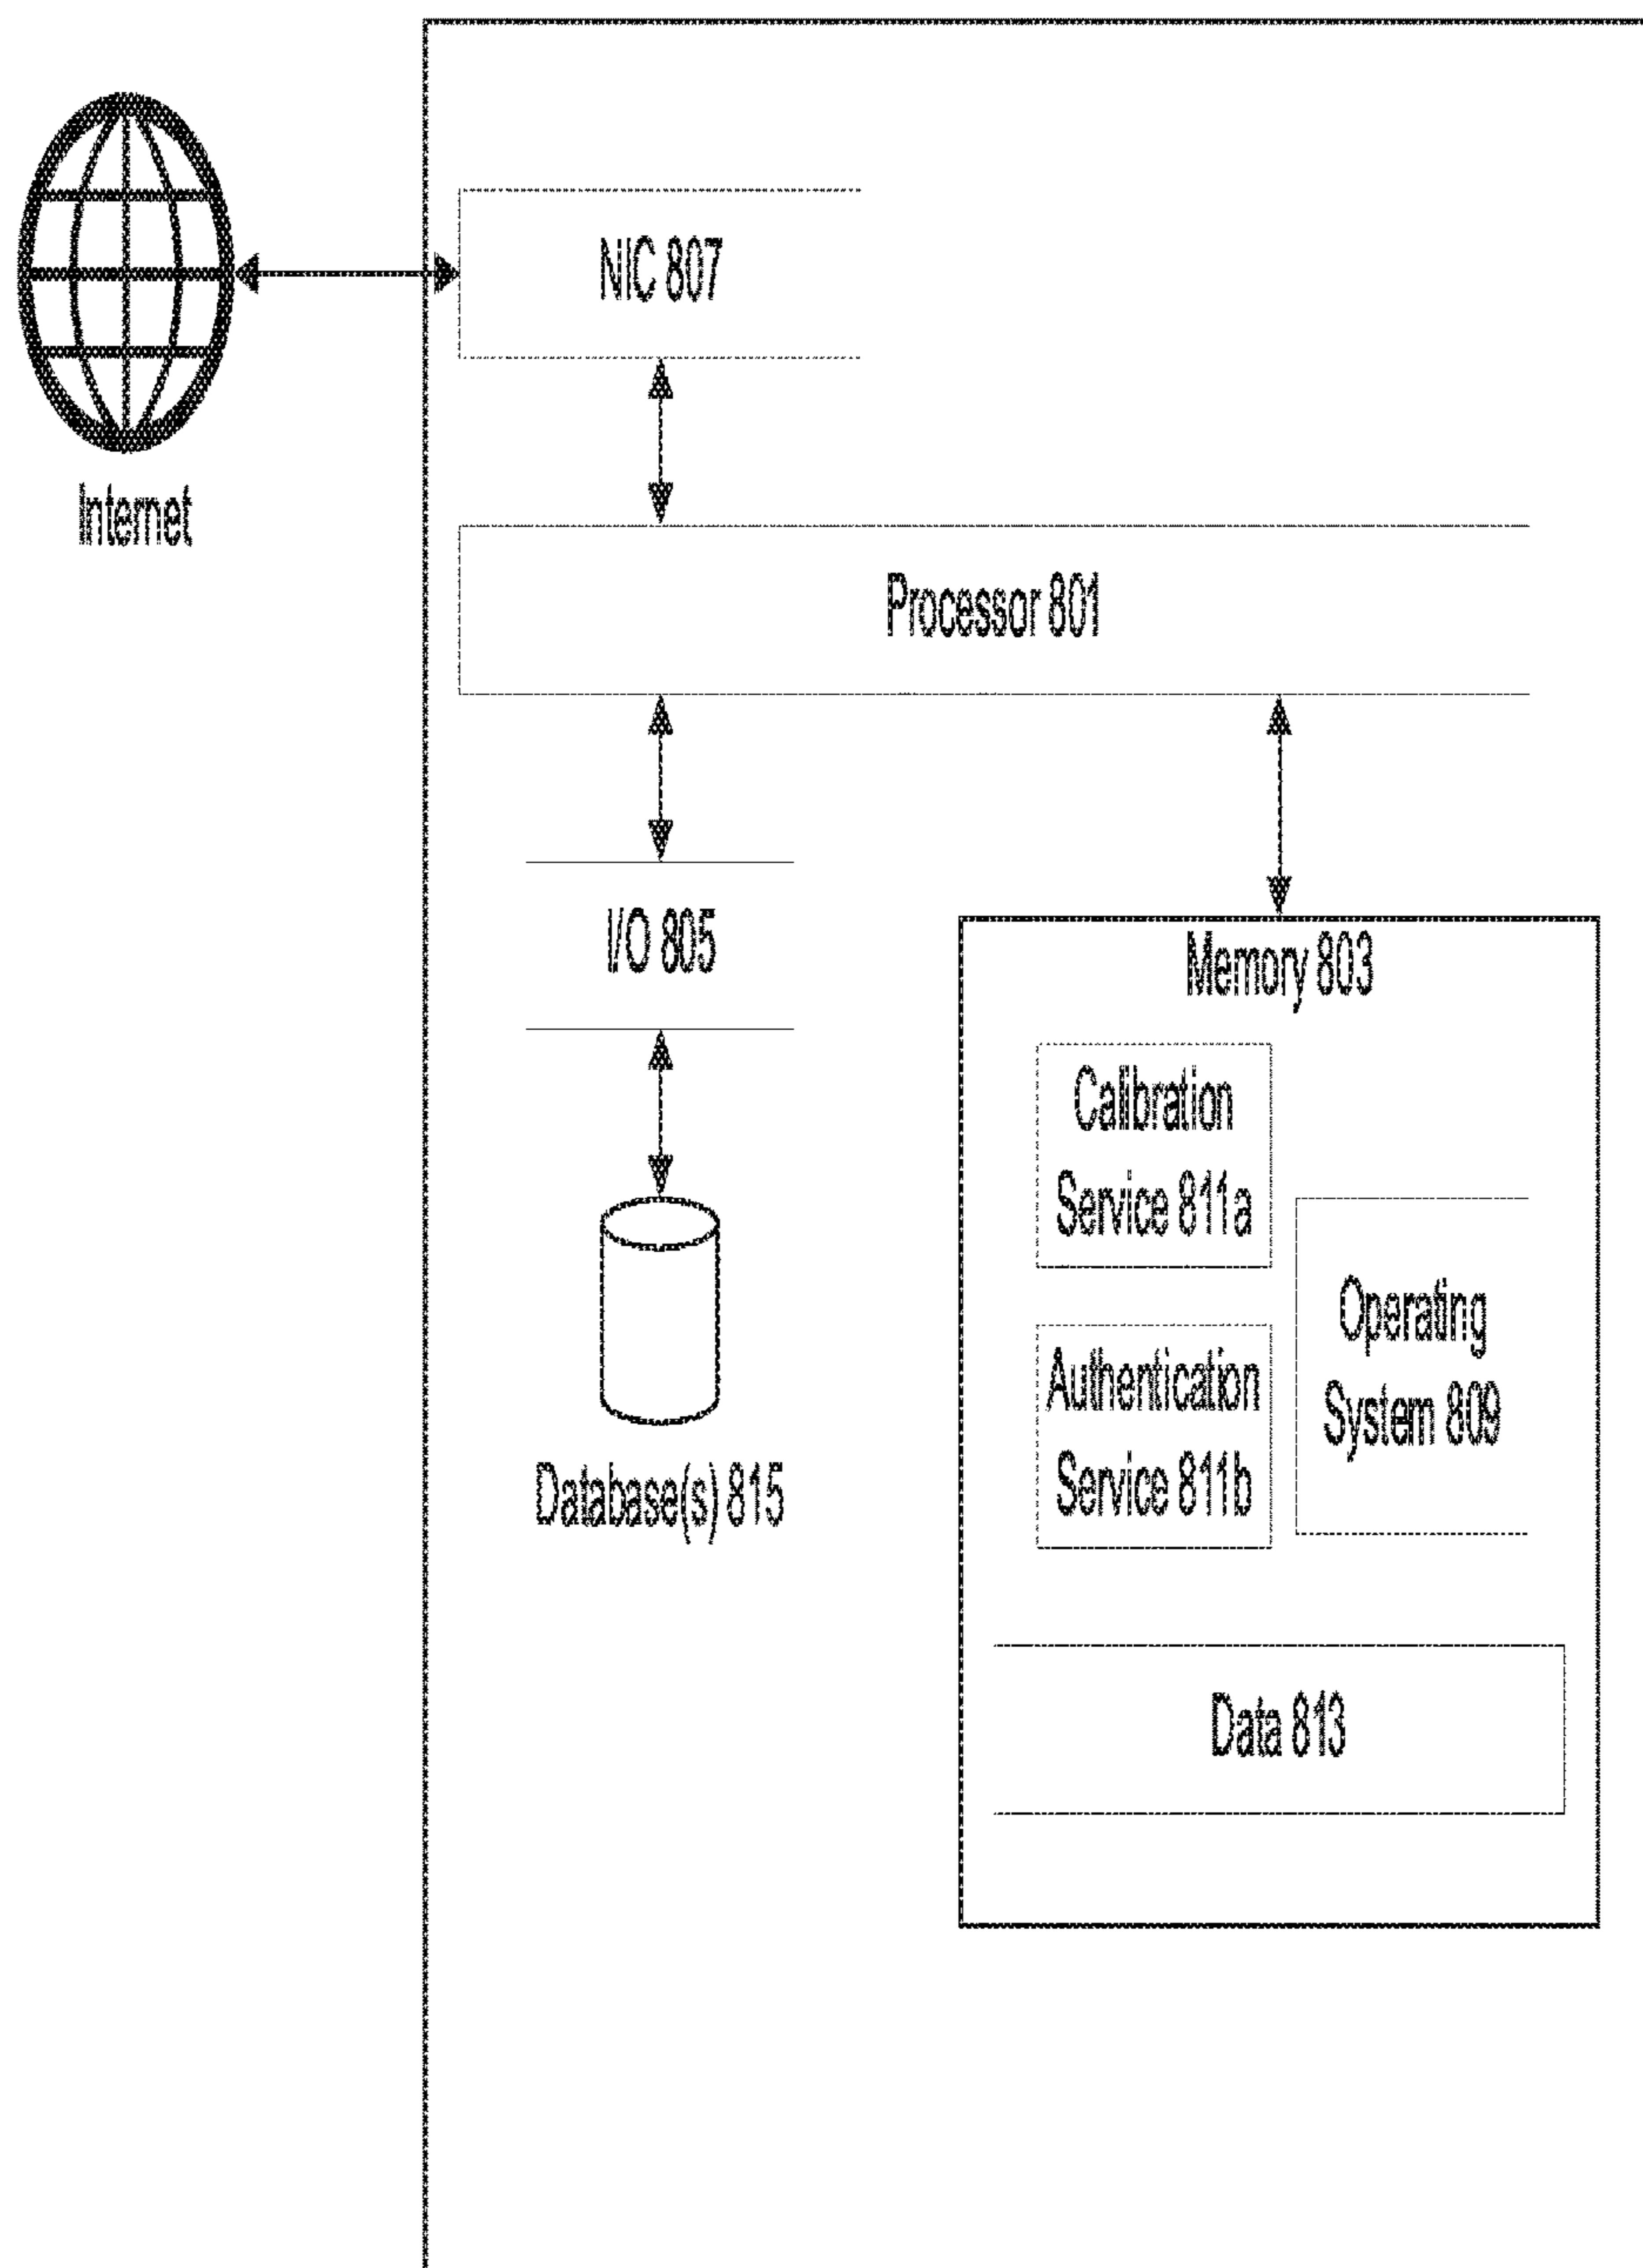 NIC 807
Internet
Processor 801
I/O 805
Memory 803
Calibration
Service 811a
Operating
System 809
Authentication
Service 811b
Database(s) 815
Data 813